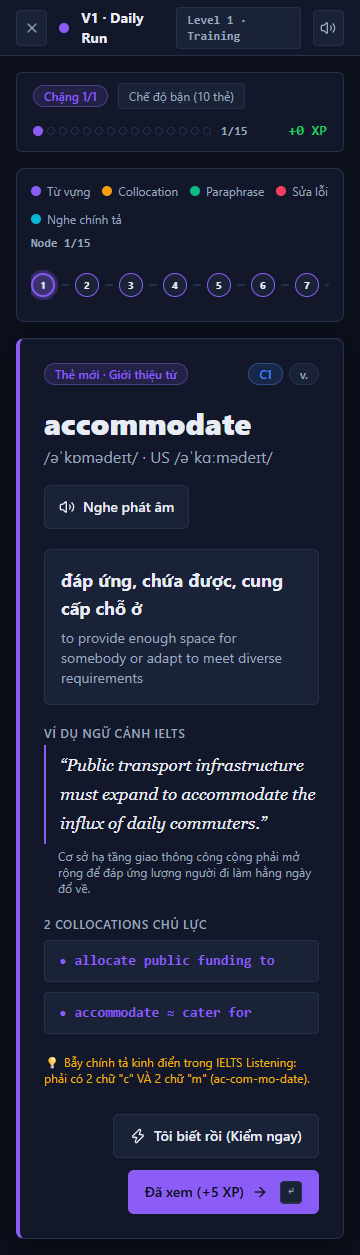 V1 · Daily
Run
Level 1 ·
Training
Chặng 1/1
Chế độ bận (10 thẻ)
1/15
+0 XP
Từ vựng
Collocation
Paraphrase
Sửa lỗi
Nghe chính tả
Node 1/15
1
2
3
4
5
6
7
Thẻ mới · Giới thiệu từ
C1
v.
accommodate
/əˈkɒmədeɪt/ · US /əˈkɑːmədeɪt/
Nghe phát âm
đáp ứng, chứa được, cung
cấp chỗ ở
to provide enough space for
somebody or adapt to meet diverse
requirements
VÍ DỤ NGỮ CẢNH IELTS
“Public transport infrastructure
must expand to accommodate the
influx of daily commuters.”
Cơ sở hạ tầng giao thông công cộng phải mở
rộng để đáp ứng lượng người đi làm hằng ngày
đổ về.
2 COLLOCATIONS CHỦ LỰC
• allocate public funding to
• accommodate ≈ cater for
💡 Bẫy chính tả kinh điển trong IELTS Listening:
phải có 2 chữ "c" VÀ 2 chữ "m" (ac-com-mo-date).
Tôi biết rồi (Kiểm ngay)
Đã xem (+5 XP) → ↵